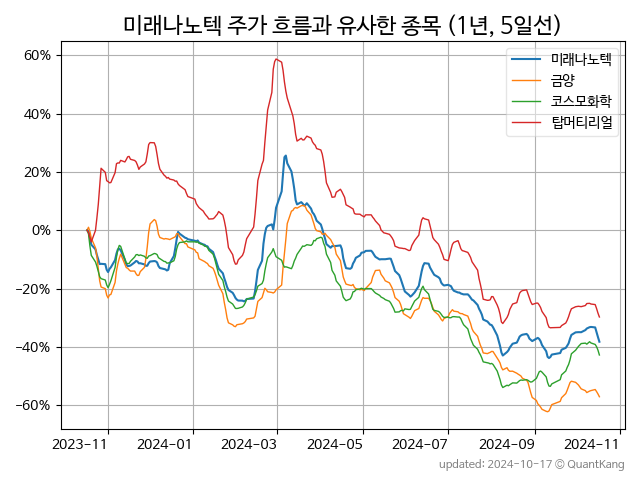 미래나노텍 주가 흐름과 유사한 종목 (1년, 5일선)
미래나노텍
금양
코스모화학
탑머티리얼
60%
40%
20%
0%
−20%
−40%
−60%
2023−11
2024−01
2024−03
2024−05
2024−07
2024−09
2024−11
updated: 2024-10-17 © QuantKang